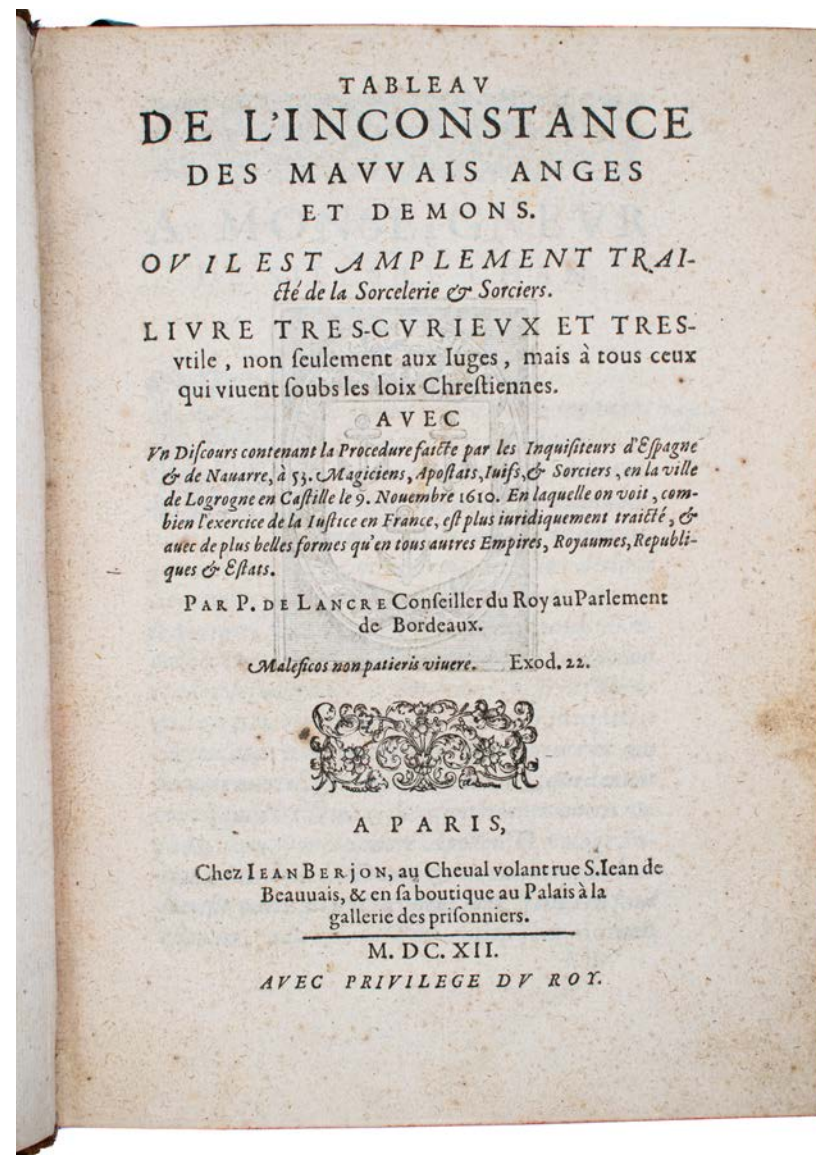 TABLEAV
DE L'INCONSTANCE
DES MAVVAIS ANGES
ET DEMONS.
OV IL EST AMPLEMENT TRAI-
cté de la Sorcelerie & Sorciers.
LIVRE TRES-CVRIEVX ET TRES-
vtile, non ſeulement aux Iuges, mais à tous ceux
qui viuent ſoubs les loix Chreſtiennes.
AVEC
Vn Diſcours contenant la Procedure faicte par les Inquiſiteurs d'Eſpagne
& de Nauarre, à 53. Magiciens, Apoſtats, Iuifs, & Sorciers, en la ville
de Logrogne en Caſtille le 9. Nouembre 1610. En laquelle on voit, com-
bien l'exercice de la Iuſtice en France, eſt plus iuridiquement traicté, &
auec de plus belles formes qu'en tous autres Empires, Royaumes, Republi-
ques & Eſtats.
PAR P. DE LANCRE Conſeiller du Roy au Parlement
de Bordeaux.
Maleficos non patieris viuere. Exod. 22.
A PARIS,
Chez IEAN BERJON, au Cheual volant rue S. Iean de
Beauuais, & en ſa boutique au Palais à la
gallerie des priſonniers.
M. DC. XII.
AVEC PRIVILEGE DV ROY.